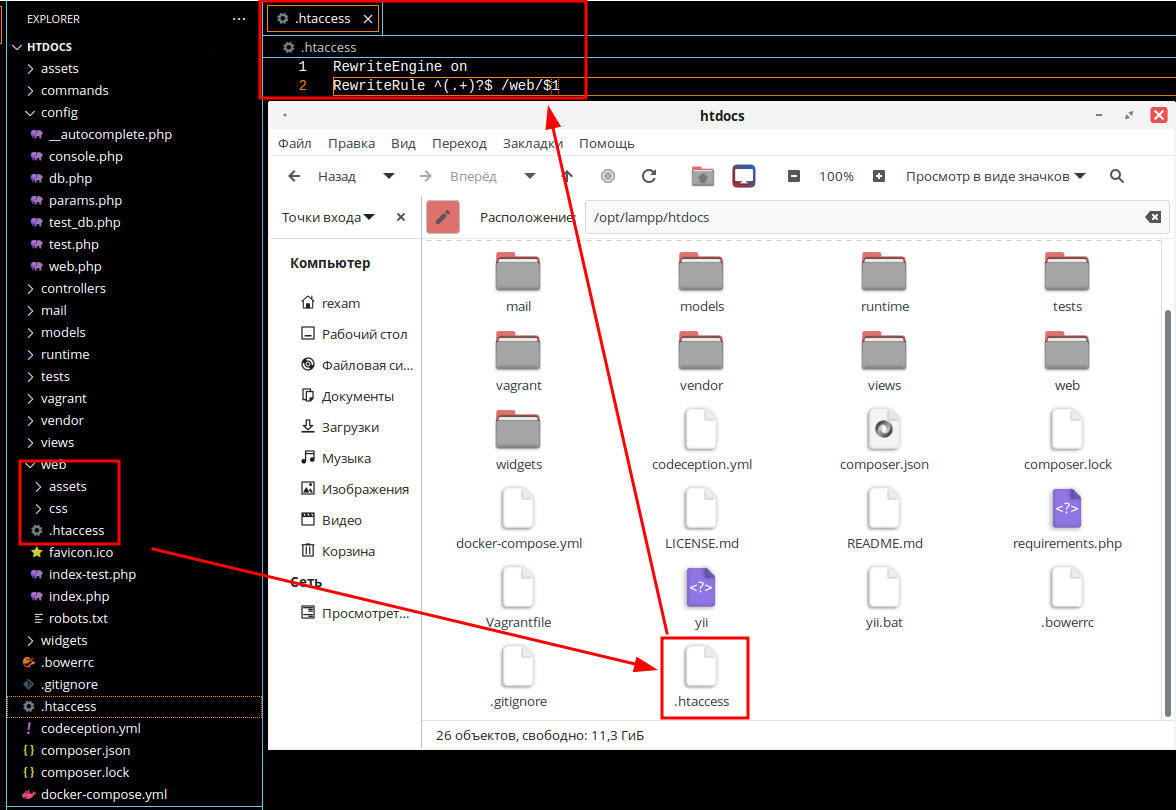 EXPLORER
HTDOCS
assets
commands
config
__autocomplete.php
console.php
db.php
params.php
test_db.php
test.php
web.php
controllers
mail
models
runtime
tests
vagrant
vendor
views
web
assets
css
.htaccess
favicon.ico
index-test.php
index.php
robots.txt
widgets
.bowerrc
.gitignore
.htaccess
codeception.yml
composer.json
composer.lock
docker-compose.yml
.htaccess
.htaccess
1 RewriteEngine on
2 RewriteRule ^(.+)?$ /web/$1
htdocs
Файл Правка Вид Переход Закладки Помощь
Назад Вперёд 100% Просмотр в виде значков
Точки входа Расположение: /opt/lampp/htdocs
Компьютер
rexam
Рабочий стол
Файловая си...
Документы
Загрузки
Музыка
Изображения
Видео
Корзина
Сеть
Просмотрет...
mail models runtime tests
vagrant vendor views web
widgets codeception.yml composer.json composer.lock
docker-compose.yml LICENSE.md README.md requirements.php
Vagrantfile yii yii.bat .bowerrc
.gitignore .htaccess
26 объектов, свободно: 11,3 ГиБ